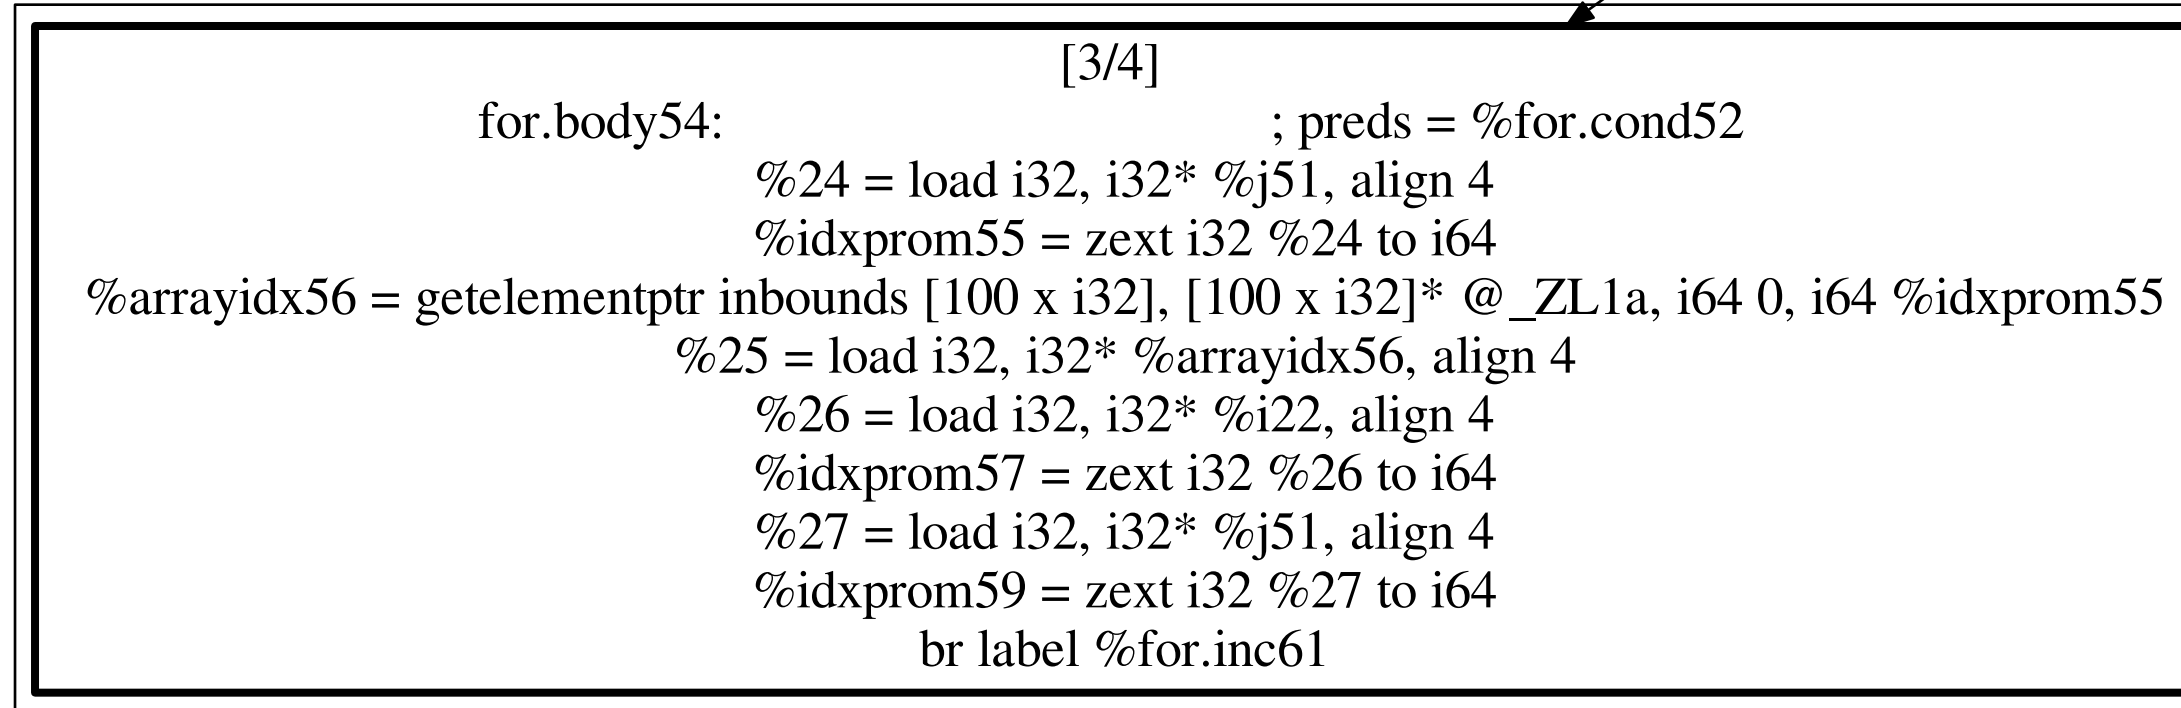 [3/4]
for.body54: ; preds = %for.cond52
%24 = load i32, i32* %j51, align 4
%idxprom55 = zext i32 %24 to i64
%arrayidx56 = getelementptr inbounds [100 x i32], [100 x i32]* @_ZL1a, i64 0, i64 %idxprom55
%25 = load i32, i32* %arrayidx56, align 4
%26 = load i32, i32* %i22, align 4
%idxprom57 = zext i32 %26 to i64
%27 = load i32, i32* %j51, align 4
%idxprom59 = zext i32 %27 to i64
br label %for.inc61